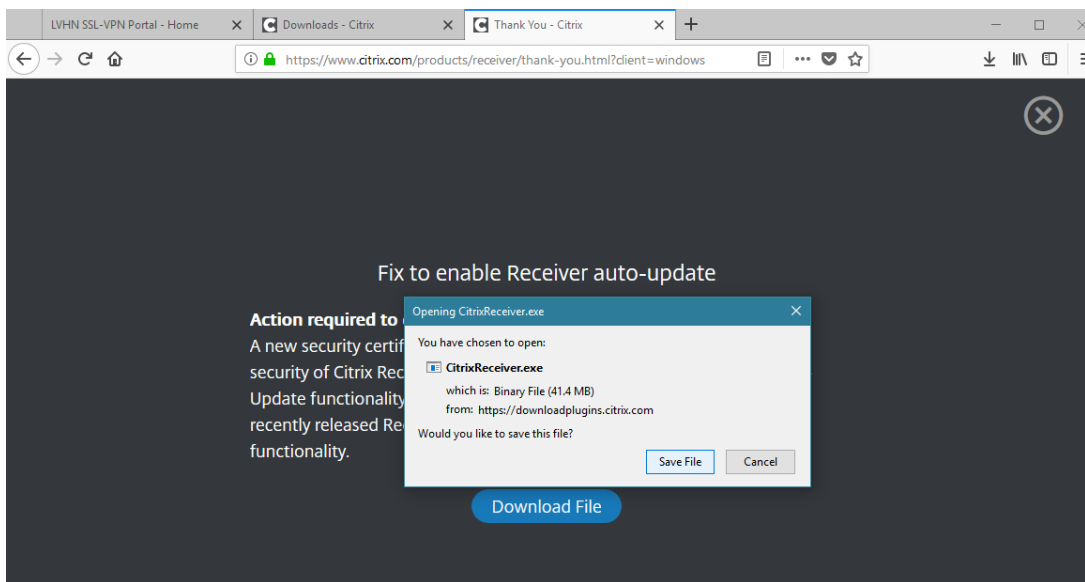 LVHN SSL-VPN Portal - Home
Downloads - Citrix
Thank You - Citrix
https://www.citrix.com/products/receiver/thank-you.html?client=windows
Fix to enable Receiver auto-update
Action required to
A new security certif
security of Citrix Rec
Update functionality
recently released Re
functionality.
Opening CitrixReceiver.exe
You have chosen to open:
CitrixReceiver.exe
which is: Binary File (41.4 MB)
from: https://downloadplugins.citrix.com
Would you like to save this file?
Save File Cancel
Download File